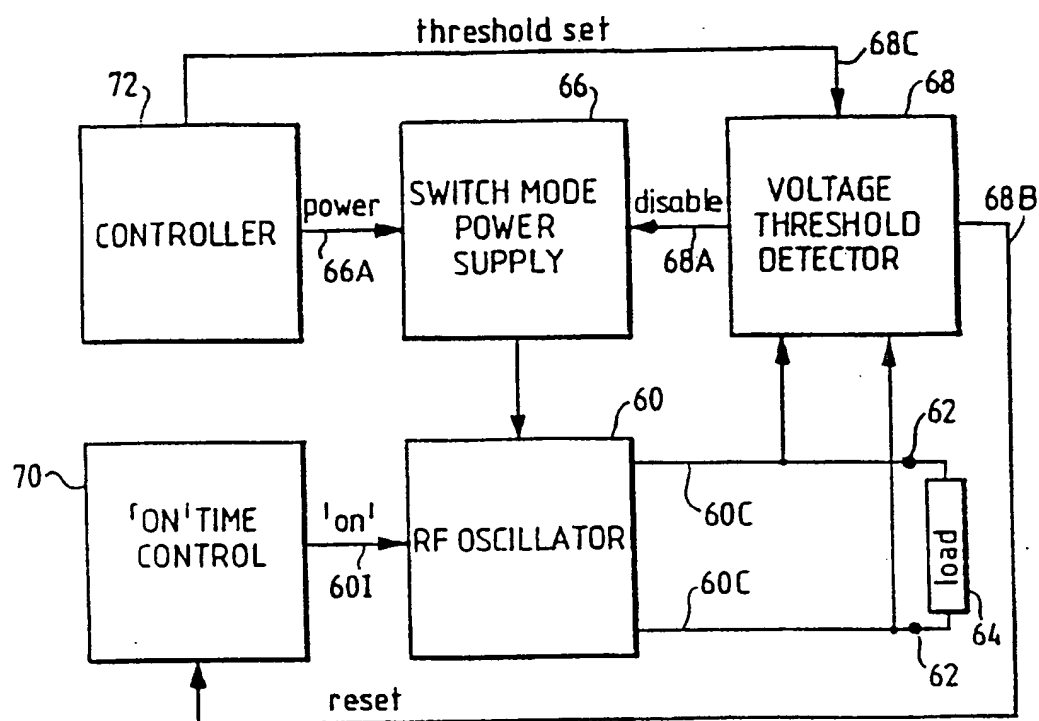 threshold set
68C
72
66
68
CONTROLLER
power
66A
SWITCH MODE
POWER
SUPPLY
disable
68A
VOLTAGE
THRESHOLD
DETECTOR
68B
60
62
70
'ON' TIME
CONTROL
'on'
60I
RF OSCILLATOR
60C
60C
load
64
62
reset